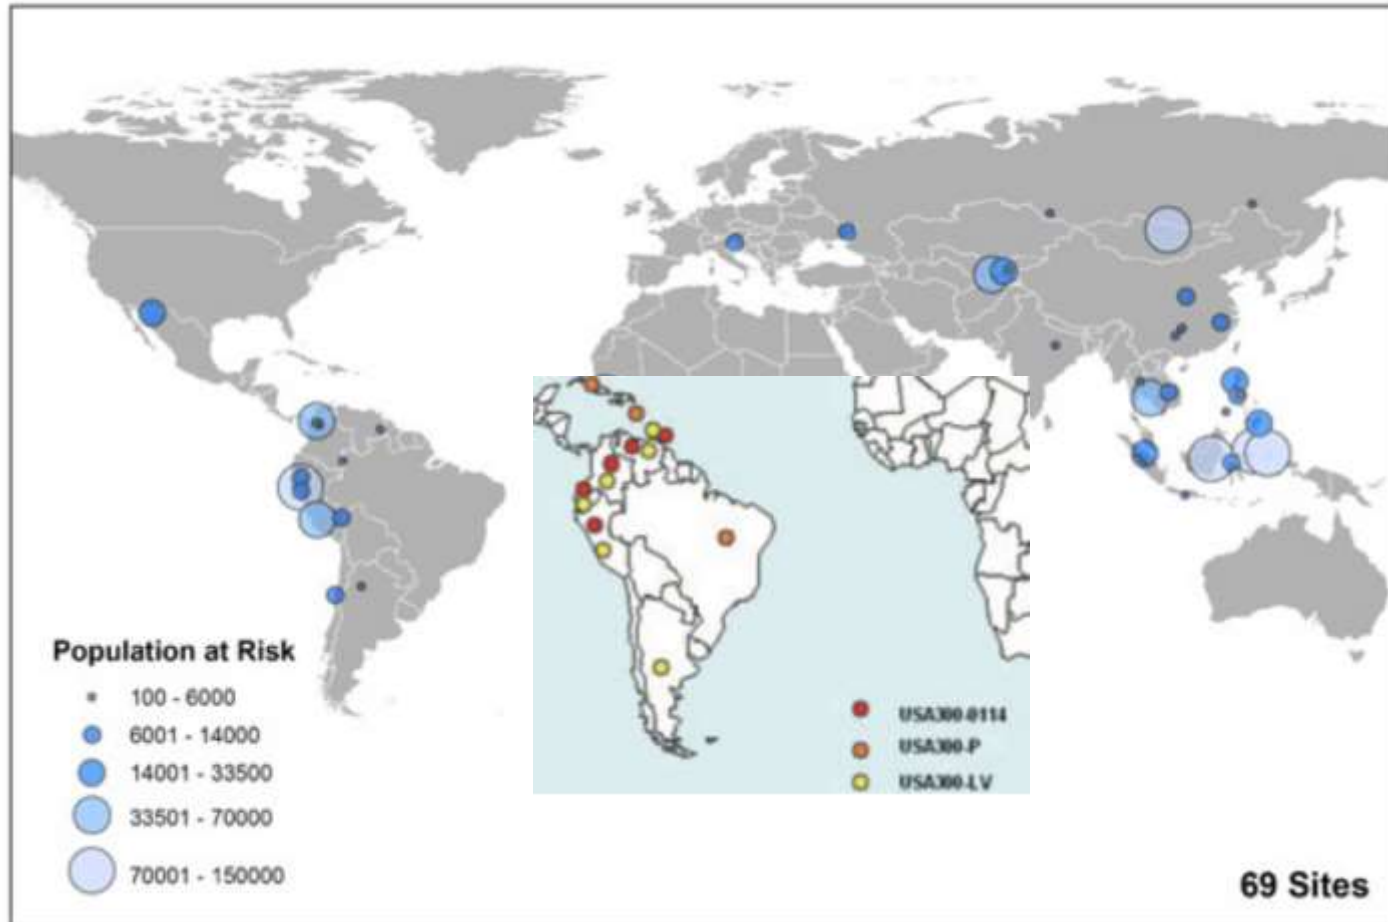 Population at Risk
100 - 6000
6001 - 14000
14001 - 33500
33501 - 70000
70001 - 150000
USA300-0114
USA300-P
USA300-LV
69 Sites